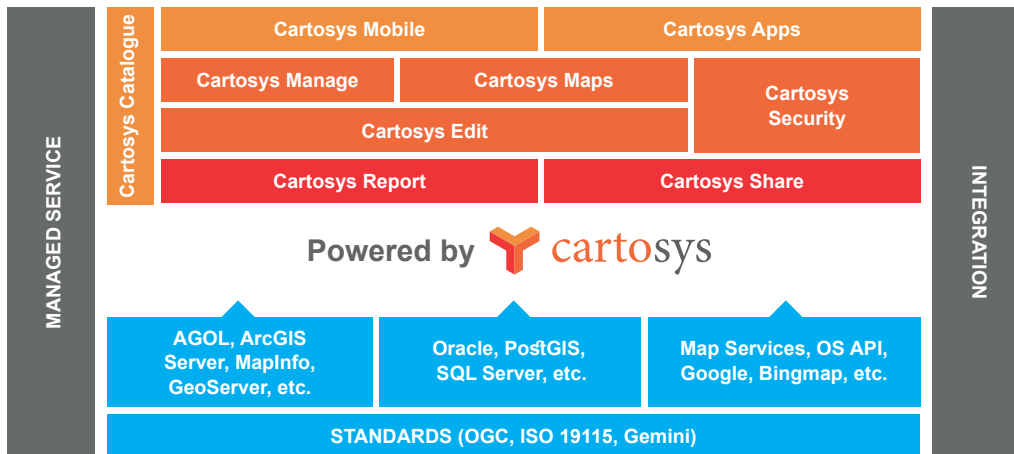 MANAGED SERVICE
Cartosys Catalogue
Cartosys Mobile
Cartosys Apps
Cartosys Manage
Cartosys Maps
Cartosys
Security
Cartosys Edit
Cartosys Report
Cartosys Share
Powered by cartosys
AGOL, ArcGIS
Server, MapInfo,
GeoServer, etc.
Oracle, PostGIS,
SQL Server, etc.
Map Services, OS API,
Google, Bingmap, etc.
STANDARDS (OGC, ISO 19115, Gemini)
INTEGRATION